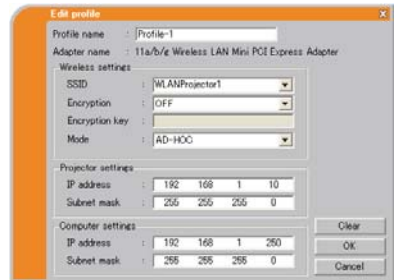 Edit profile
Profile name : Profile-1
Adapter name : 11a/b/g Wireless LAN Mini PCI Express Adapter
Wireless settings
SSID : WLANProjector1
Encryption : OFF
Encryption key :
Mode : AD-HOC
Projector settings
IP address : 192 168 1 10
Subnet mask : 255 255 255 0
Computer settings
Clear
IP address : 192 168 1 250
OK
Subnet mask : 255 255 255 0
Cancel